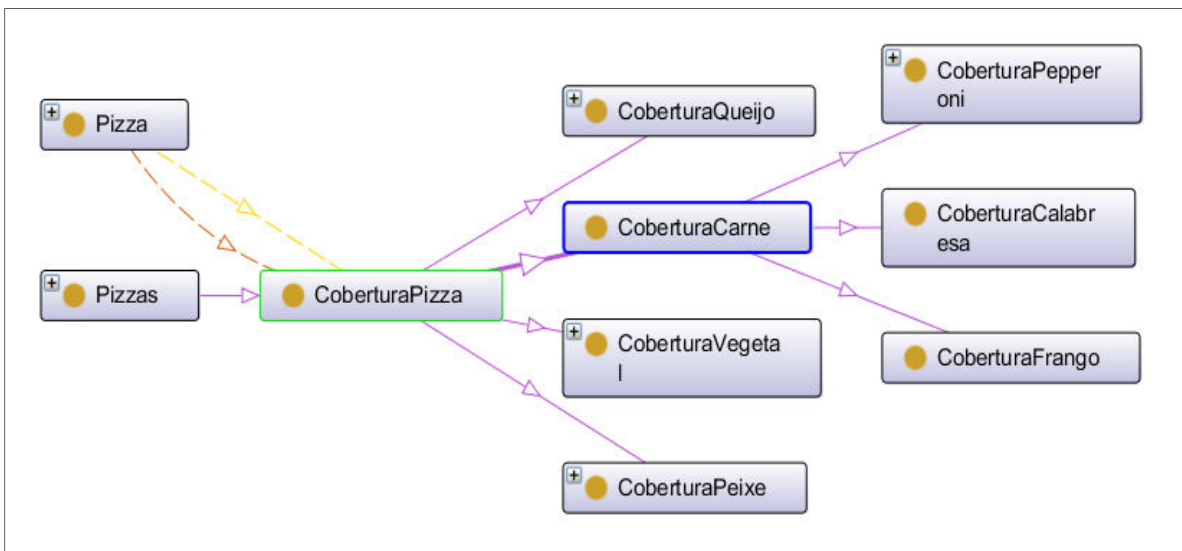 Pizza
Pizzas
CoberturaPizza
CoberturaQueijo
CoberturaCarne
CoberturaVegeta
l
CoberturaPeixe
CoberturaPepper
oni
CoberturaCalabr
esa
CoberturaFrango